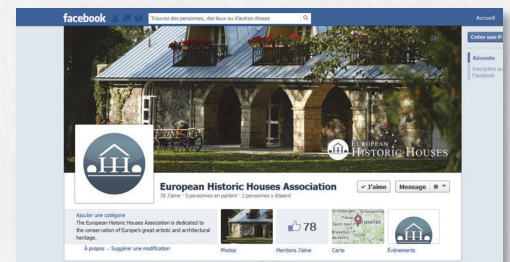 facebook
Trouvez des personnes, des lieux ou d'autres choses
Accueil
Créer une P
Récente
Inscription su
Facebook
EUROPEAN
HISTORIC HOUSES
European Historic Houses Association
78 J'aime · 5 personnes en parlent · 2 personnes y étaient
J'aime
Message
Ajouter une catégorie
The European Historic Houses Association is dedicated to
the conservation of Europe's great artistic and architectural
heritage.
À propos - Suggérer une modification
Photos
78
Mentions J'aime
Carte
Évènements